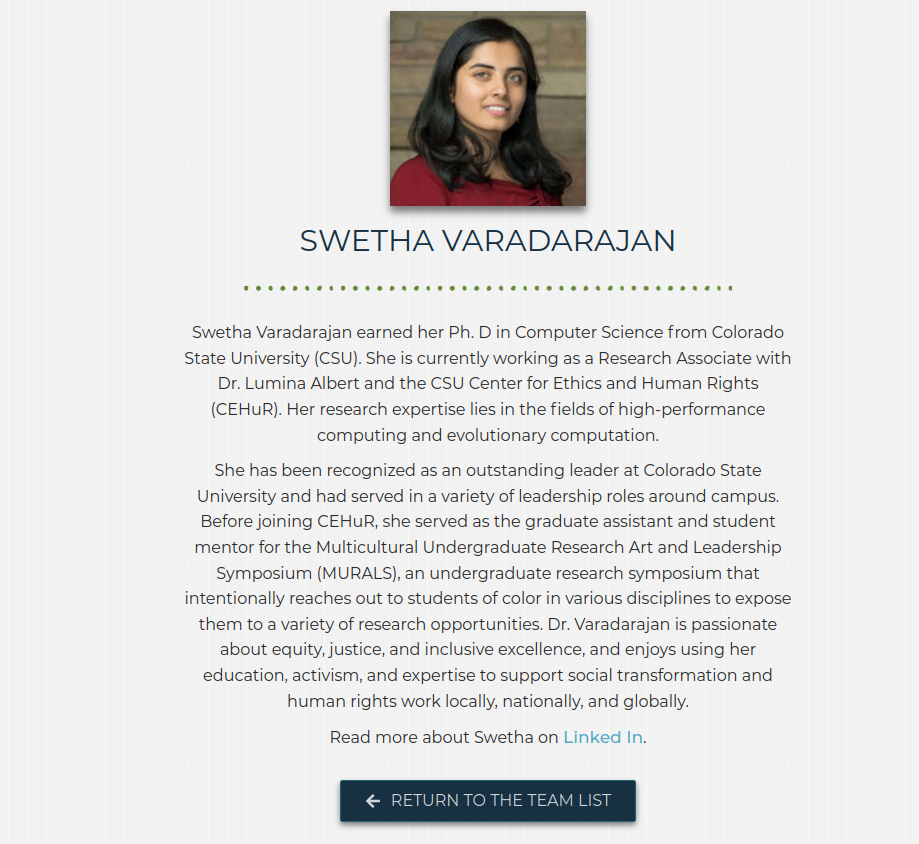 SWETHA VARADARAJAN
Swetha Varadarajan earned her Ph. D in Computer Science from Colorado
State University (CSU). She is currently working as a Research Associate with
Dr. Lumina Albert and the CSU Center for Ethics and Human Rights
(CEHuR). Her research expertise lies in the fields of high-performance
computing and evolutionary computation.
She has been recognized as an outstanding leader at Colorado State
University and had served in a variety of leadership roles around campus.
Before joining CEHuR, she served as the graduate assistant and student
mentor for the Multicultural Undergraduate Research Art and Leadership
Symposium (MURALS), an undergraduate research symposium that
intentionally reaches out to students of color in various disciplines to expose
them to a variety of research opportunities. Dr. Varadarajan is passionate
about equity, justice, and inclusive excellence, and enjoys using her
education, activism, and expertise to support social transformation and
human rights work locally, nationally, and globally.
Read more about Swetha on Linked In.
RETURN TO THE TEAM LIST